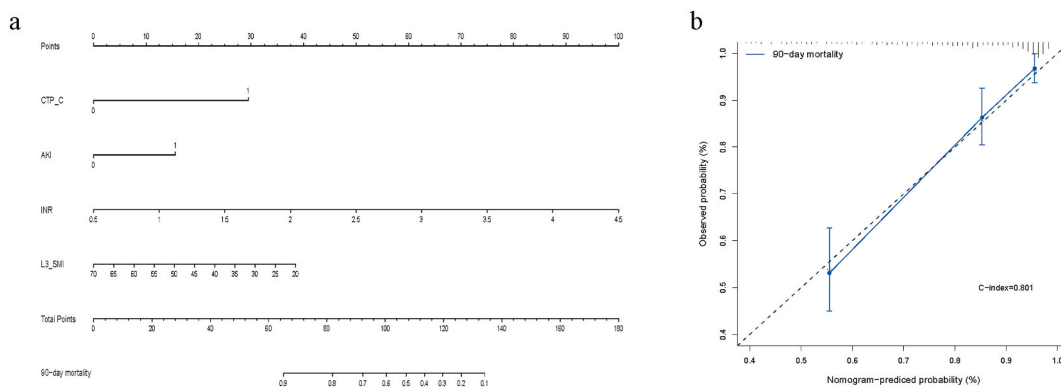 a
Points
0 10 20 30 40 50 60 70 80 90 100
CTP_C
0 1
AKI
0 1
INR
0.5 1 1.5 2 2.5 3 3.5 4 4.5
L3_SMI
70 65 60 55 50 45 40 35 30 25 20
Total Points
0 20 40 60 80 100 120 140 160 180
90-day mortality
0.9 0.8 0.7 0.6 0.5 0.4 0.3 0.2 0.1
b
90-day mortality
Observed probability (%)
1.0
0.9
0.8
0.7
0.6
0.5
0.4
C-index=0.801
0.4 0.5 0.6 0.7 0.8 0.9 1.0
Nomogram-prediced probability (%)